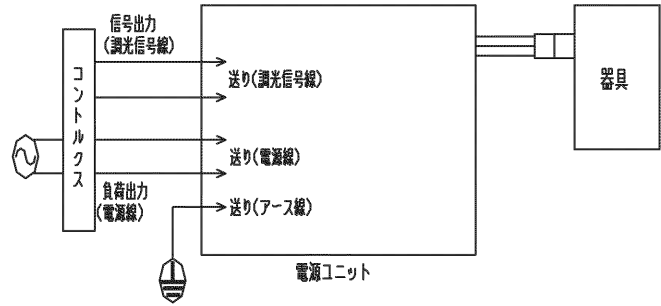 信号出力
(調光信号線)
コントルクス
送り(調光信号線)
送り(電源線)
負荷出力
(電源線)
送り(アース線)
器具
電源ユニット